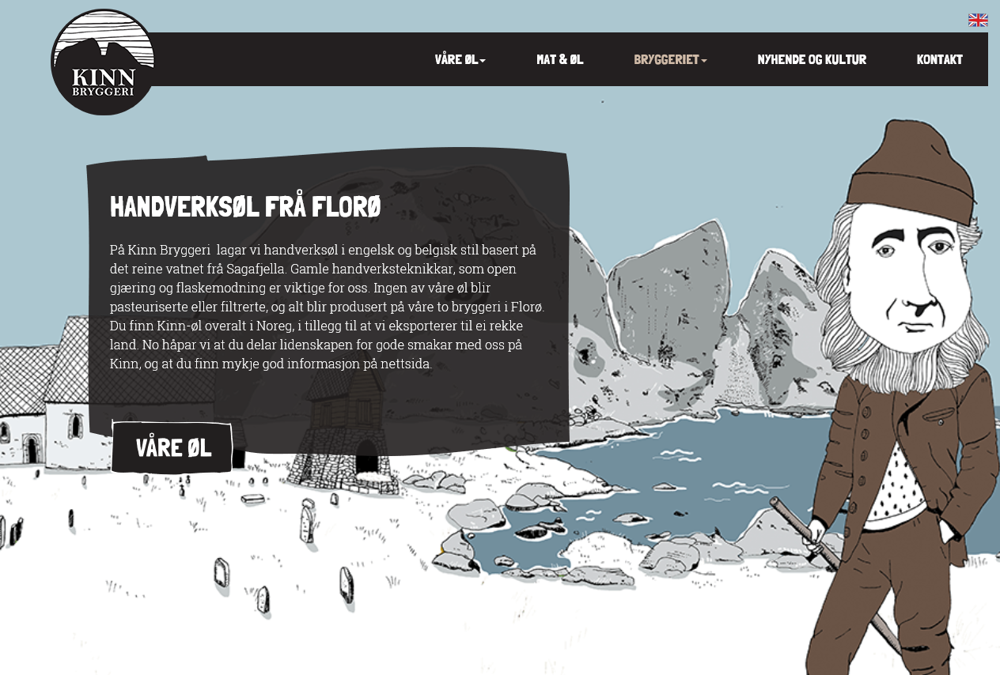 KINN
BRYGGERI
VÅRE ØL
MAT & ØL
BRYGGERIET
NYHENDE OG KULTUR
KONTAKT
HANDVERKSØL FRÅ FLORØ
På Kinn Bryggeri  lagar vi handverksøl i engelsk og belgisk stil basert på
det reine vatnet frå Sagafjella. Gamle handverksteknikkar, som open
gjæring og flaskemodning er viktige for oss. Ingen av våre øl blir
pasteuriserte eller filtrerte, og alt blir produsert på våre to bryggeri i Florø.
Du finn Kinn-øl overalt i Noreg, i tillegg til at vi eksporterer til ei rekke
land. No håpar vi at du delar lidenskapen for gode smakar med oss på
Kinn, og at du finn mykje god informasjon på nettsida.
VÅRE ØL